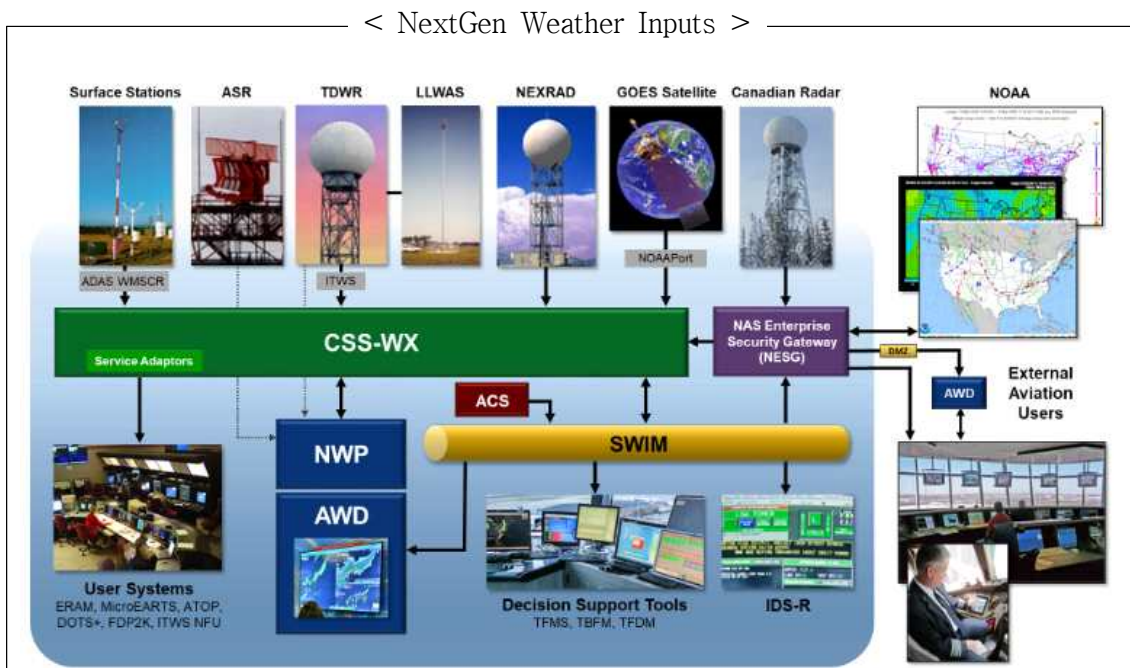 < NextGen Weather Inputs >
Surface Stations
ASR
TDWR
LLWAS
NEXRAD
GOES Satellite
Canadian Radar
NOAA
ADAS WMSCR
ITWS
NOAAPort
CSS-WX
Service Adaptors
NAS Enterprise
Security Gateway
(NESG)
DMZ
AWD
External
Aviation
Users
ACS
SWIM
NWP
AWD
User Systems
ERAM, MicroEARTS, ATOP,
DOTS+, FDP2K, ITWS NFU
Decision Support Tools
TFMS, TBFM, TFDM
IDS-R